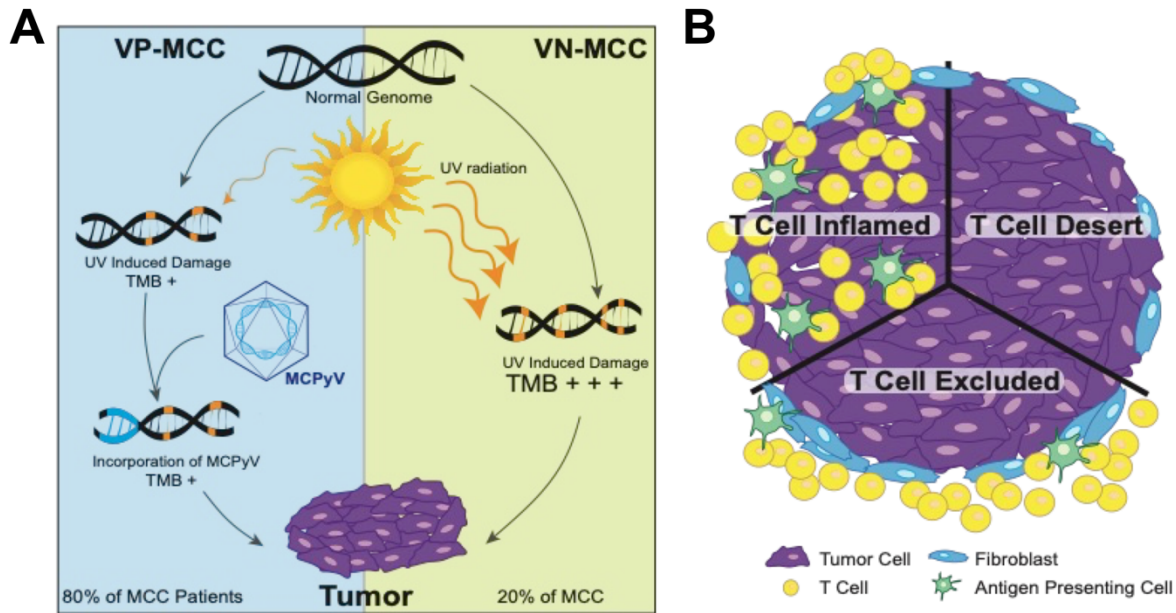 A
VP-MCC
VN-MCC
Normal Genome
UV radiation
UV Induced Damage
TMB +
MCPyV
UV Induced Damage
TMB + + +
Incorporation of MCPyV
TMB +
80% of MCC Patients
Tumor
20% of MCC
B
T Cell Inflamed
T Cell Desert
T Cell Excluded
Tumor Cell
Fibroblast
T Cell
Antigen Presenting Cell